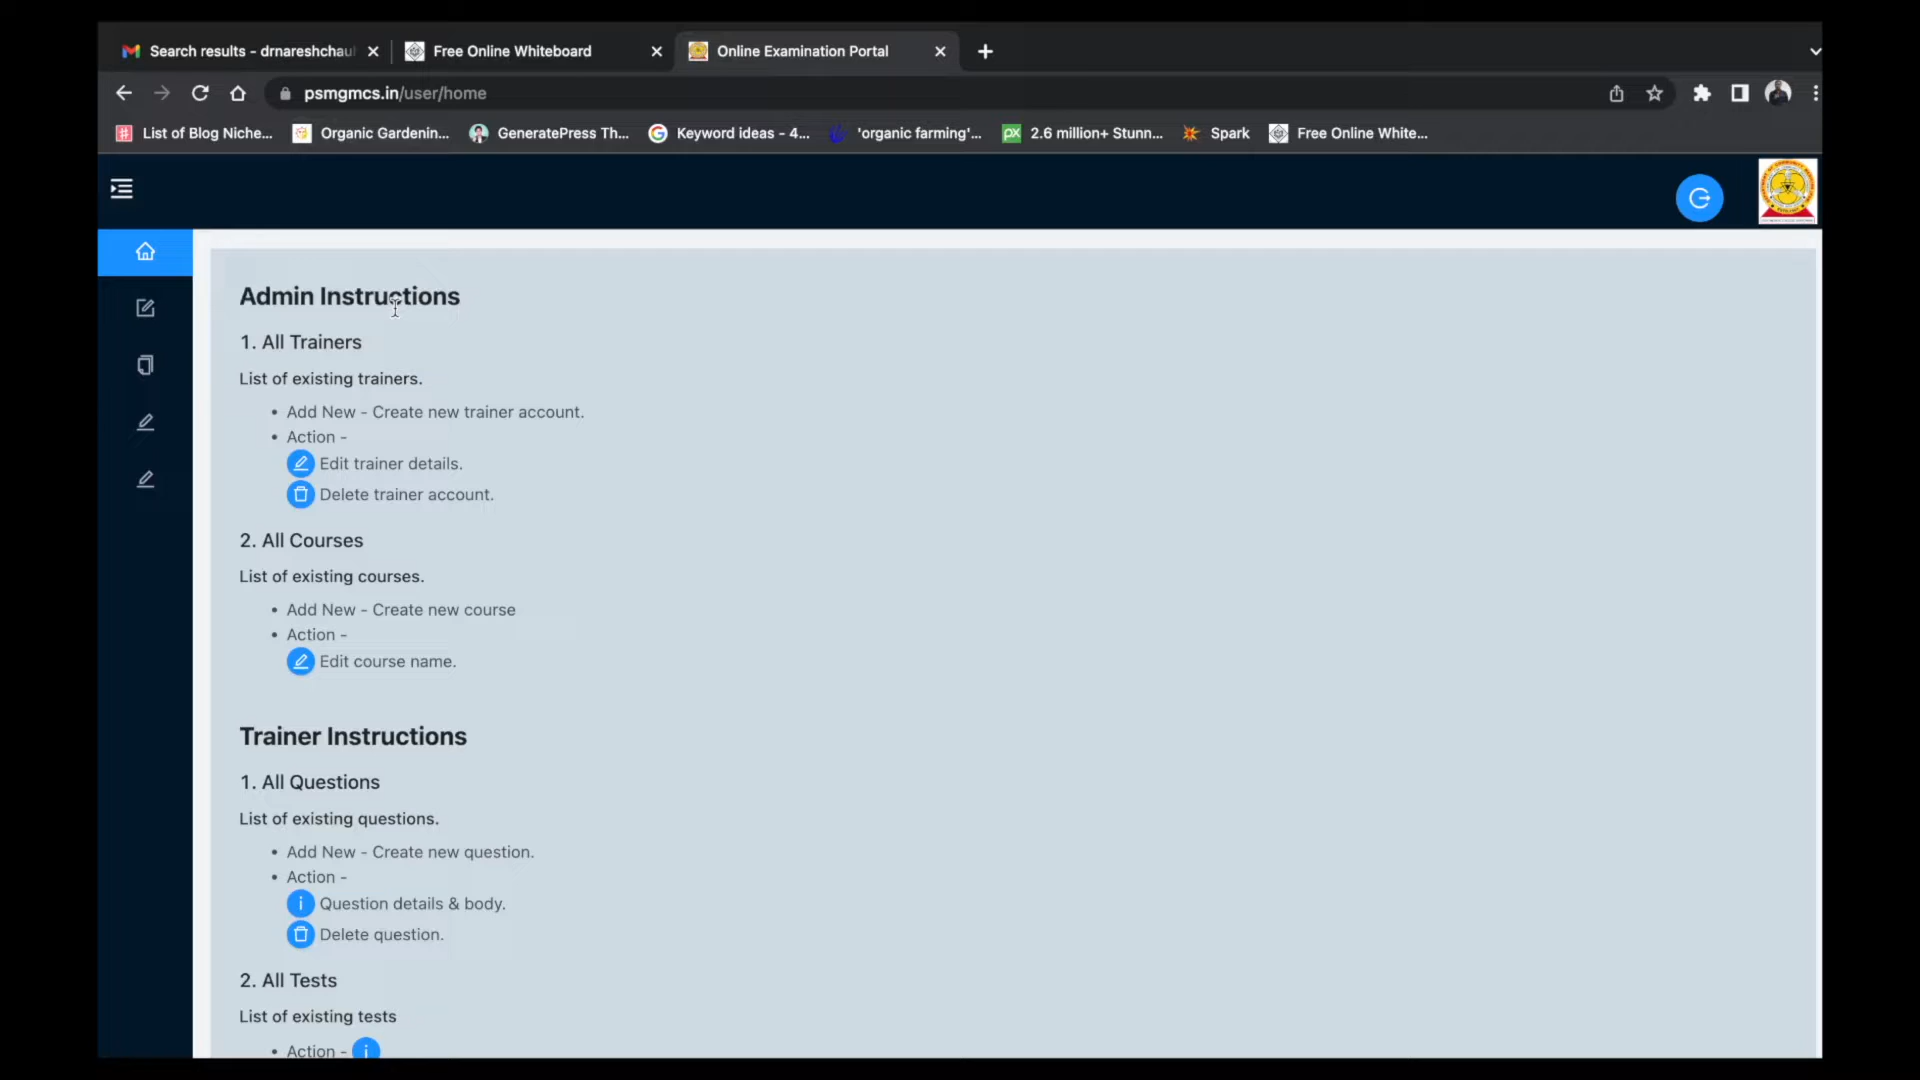 Search results - drnareshchau
Free Online Whiteboard
Online Examination Portal
psmgmcs.in/user/home
List of Blog Niche...
Organic Gardenin...
GeneratePress Th...
Keyword ideas - 4...
'organic farming'...
px
2.6 million+ Stunn...
Spark
Free Online White...
Admin Instructions
1. All Trainers
List of existing trainers.
• Add New - Create new trainer account.
• Action -
Edit trainer details.
Delete trainer account.
2. All Courses
List of existing courses.
• Add New - Create new course
• Action -
Edit course name.
Trainer Instructions
1. All Questions
List of existing questions.
• Add New - Create new question.
• Action -
Question details & body.
Delete question.
2. All Tests
List of existing tests
• Action -